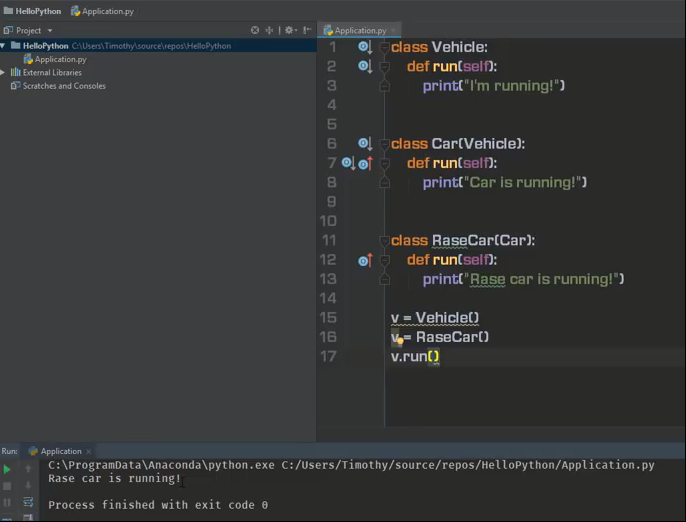 HelloPython Application.py
Project
HelloPython C:\Users\Timothy\source\repos\HelloPython
Application.py
External Libraries
Scratches and Consoles
Application.py
1 class Vehicle:
2 def run(self):
3 print("I'm running!")
4
5
6 class Car(Vehicle):
7 def run(self):
8 print("Car is running!")
9
10
11 class RaseCar(Car):
12 def run(self):
13 print("Rase car is running!")
14
15 v = Vehicle()
16 v = RaseCar()
17 v.run()
Run: Application
C:\ProgramData\Anaconda\python.exe C:/Users/Timothy/source/repos/HelloPython/Application.py
Rase car is running!
Process finished with exit code 0